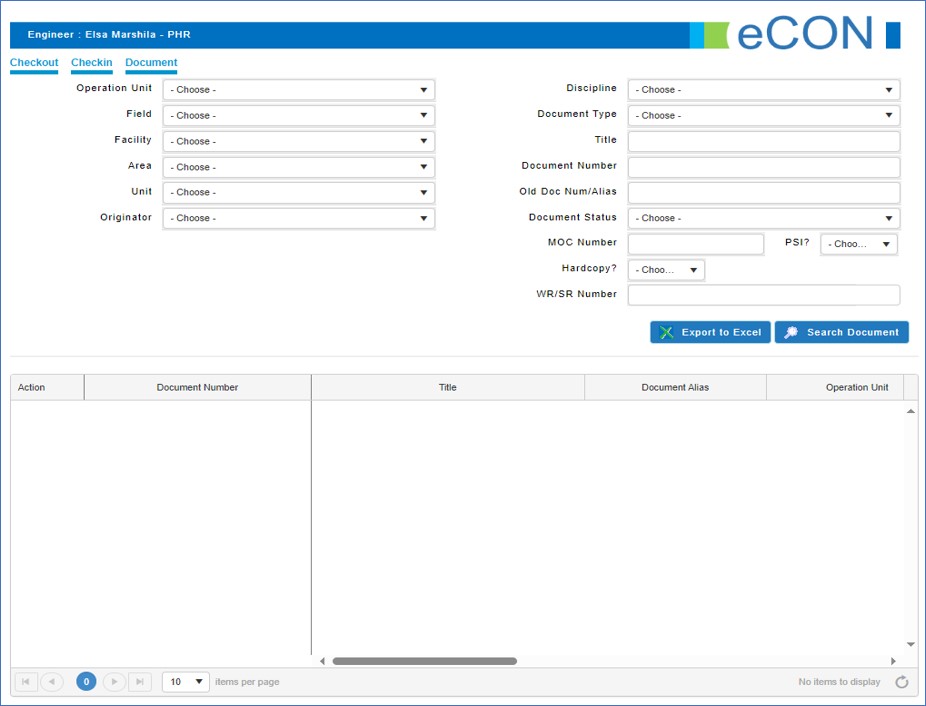 Engineer : Elsa Marshila - PHR
eCON
Checkout Checkin Document
Operation Unit - Choose -
Field - Choose -
Facility - Choose -
Area - Choose -
Unit - Choose -
Originator - Choose -
Discipline - Choose -
Document Type - Choose -
Title
Document Number
Old Doc Num/Alias
Document Status - Choose -
MOC Number PSI? - Choo...
Hardcopy? - Choo...
WR/SR Number
Export to Excel Search Document
Action Document Number Title Document Alias Operation Unit
0 10 items per page No items to display